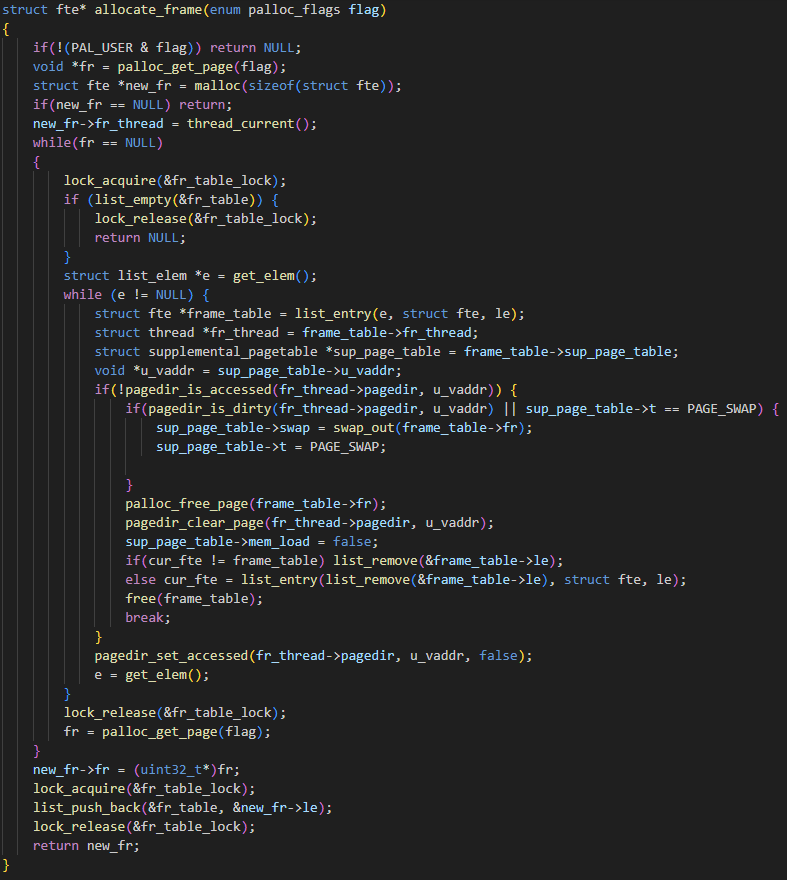 struct fte* allocate_frame(enum palloc_flags flag)
{
if(!(PAL_USER & flag)) return NULL;
void *fr = palloc_get_page(flag);
struct fte *new_fr = malloc(sizeof(struct fte));
if(new_fr == NULL) return;
new_fr->fr_thread = thread_current();
while(fr == NULL)
{
lock_acquire(&fr_table_lock);
if (list_empty(&fr_table)) {
lock_release(&fr_table_lock);
return NULL;
}
struct list_elem *e = get_elem();
while (e != NULL) {
struct fte *frame_table = list_entry(e, struct fte, le);
struct thread *fr_thread = frame_table->fr_thread;
struct supplemental_pagetable *sup_page_table = frame_table->sup_page_table;
void *u_vaddr = sup_page_table->u_vaddr;
if(!pagedir_is_accessed(fr_thread->pagedir, u_vaddr)) {
if(pagedir_is_dirty(fr_thread->pagedir, u_vaddr) || sup_page_table->t == PAGE_SWAP) {
sup_page_table->swap = swap_out(frame_table->fr);
sup_page_table->t = PAGE_SWAP;
}
palloc_free_page(frame_table->fr);
pagedir_clear_page(fr_thread->pagedir, u_vaddr);
sup_page_table->mem_load = false;
if(cur_fte != frame_table) list_remove(&frame_table->le);
else cur_fte = list_entry(list_remove(&frame_table->le), struct fte, le);
free(frame_table);
break;
}
pagedir_set_accessed(fr_thread->pagedir, u_vaddr, false);
e = get_elem();
}
lock_release(&fr_table_lock);
fr = palloc_get_page(flag);
}
new_fr->fr = (uint32_t*)fr;
lock_acquire(&fr_table_lock);
list_push_back(&fr_table, &new_fr->le);
lock_release(&fr_table_lock);
return new_fr;
}